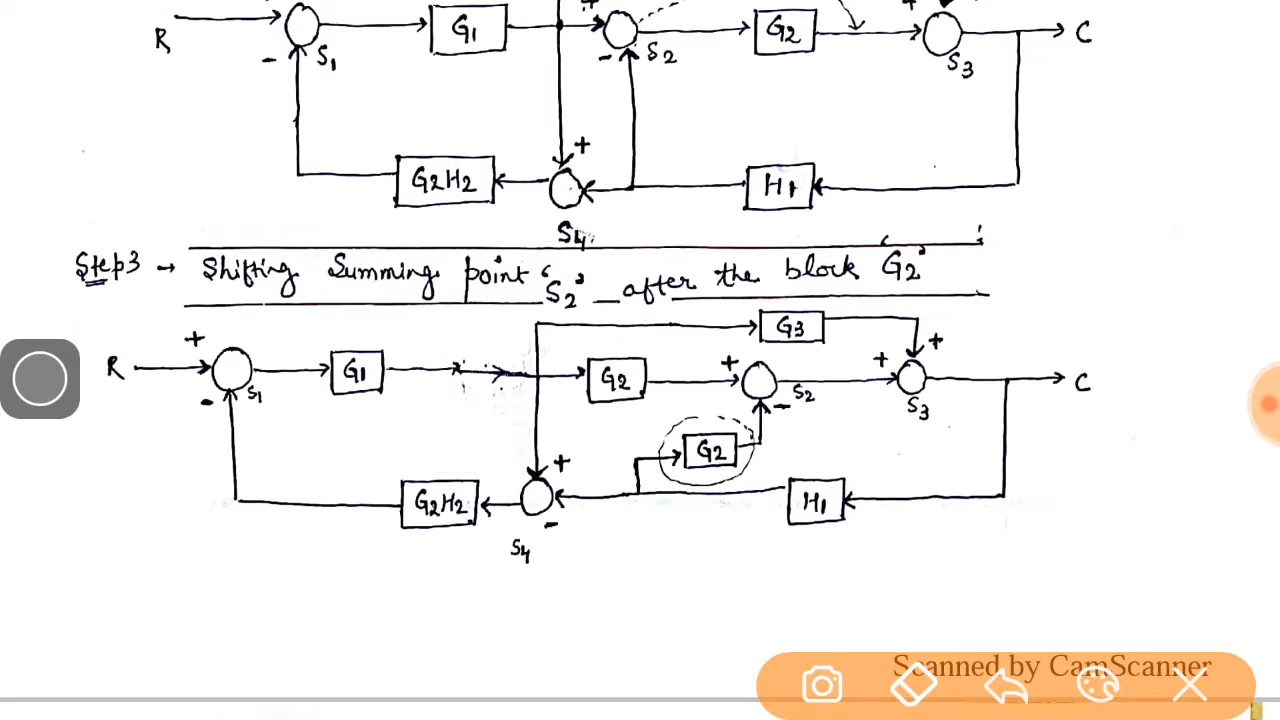 + +
R G1 G2 C
- S1 - S2 S3
+
G2H2 H1
S4
Step3 → Shifting Summing point 'S2' after the block 'G2'
G3
+ +
R G1 G2 + S2 + S3 C
- S1 -
G2
+
G2H2 H1
-
S4
Scanned by CamScanner